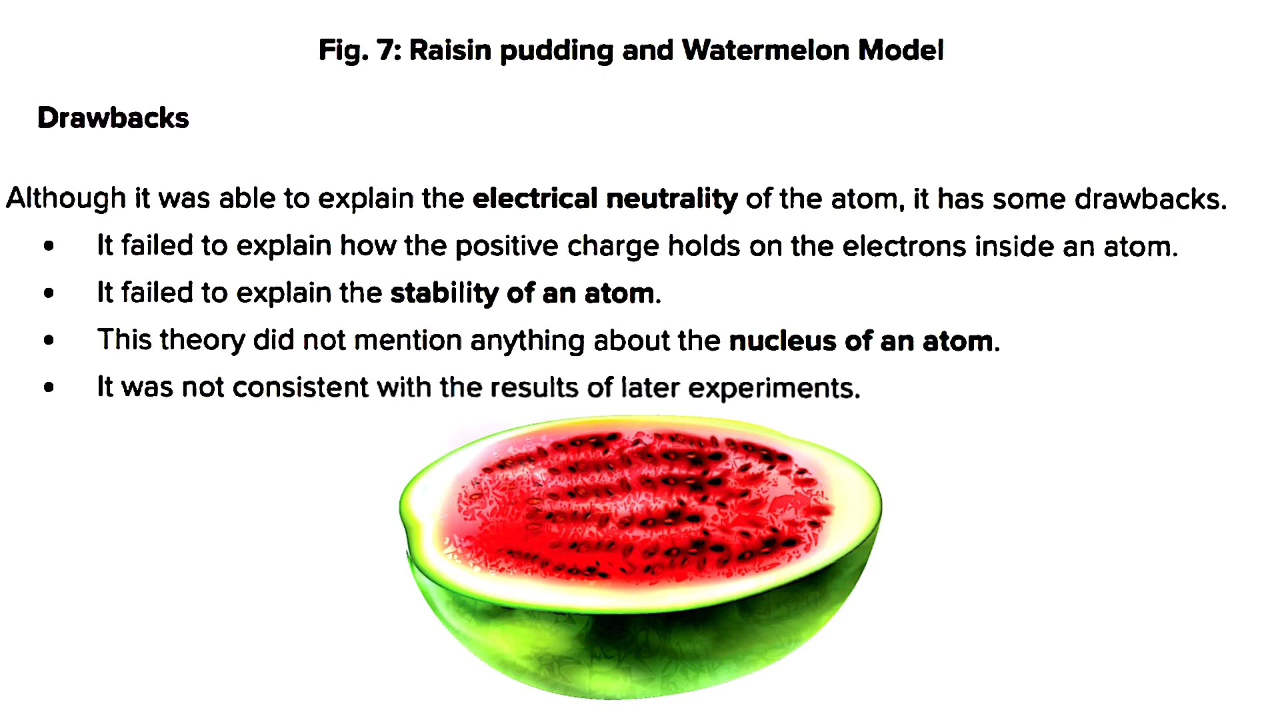 Fig. 7: Raisin pudding and Watermelon Model
Drawbacks
Although it was able to explain the electrical neutrality of the atom, it has some drawbacks.
• It failed to explain how the positive charge holds on the electrons inside an atom.
• It failed to explain the stability of an atom.
• This theory did not mention anything about the nucleus of an atom.
• It was not consistent with the results of later experiments.